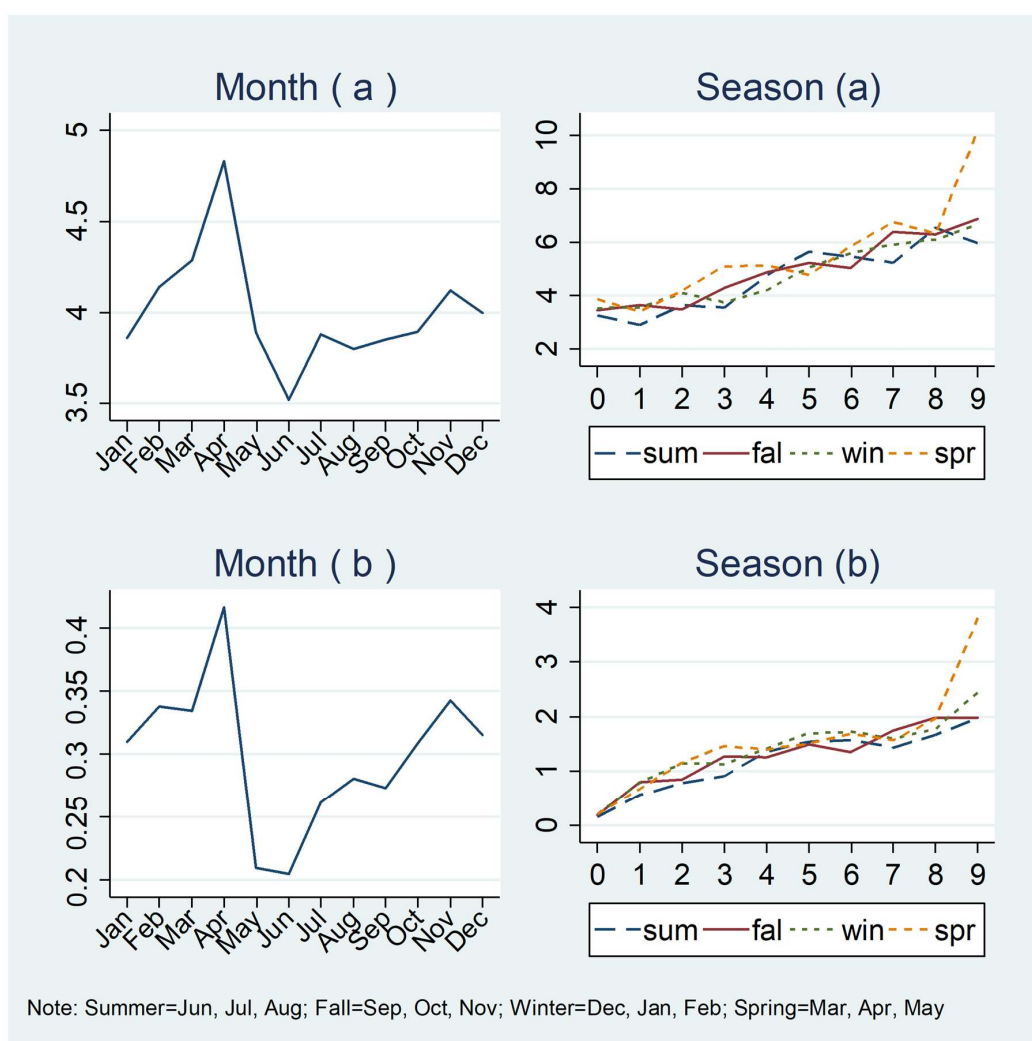 Month ( a )
5
4.5
4
3.5
Jan Feb Mar Apr May Jun Jul Aug Sep Oct Nov Dec
Season (a)
10
8
6
4
2
0 1 2 3 4 5 6 7 8 9
sum fal win spr
Month ( b )
0.4
0.35
0.3
0.25
0.2
Jan Feb Mar Apr May Jun Jul Aug Sep Oct Nov Dec
Season (b)
4
3
2
1
0
0 1 2 3 4 5 6 7 8 9
sum fal win spr
Note: Summer=Jun, Jul, Aug; Fall=Sep, Oct, Nov; Winter=Dec, Jan, Feb; Spring=Mar, Apr, May